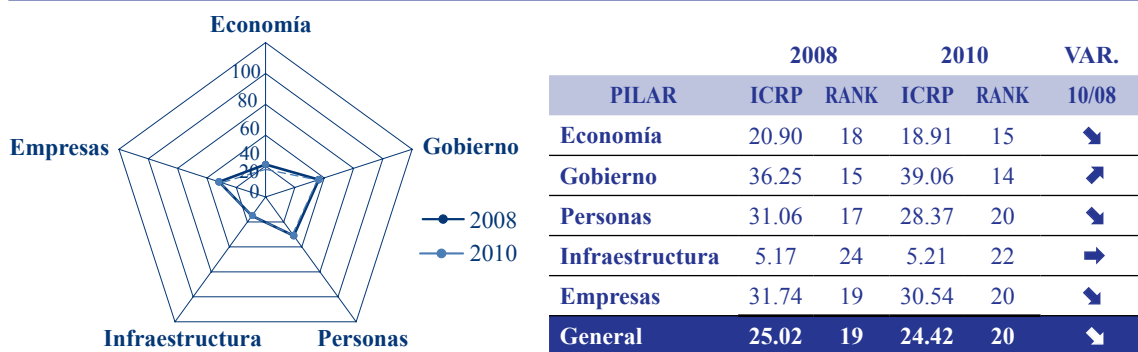 Economía
100
80
60
40
20
0
Empresas
Gobierno
2008
2010
Infraestructura Personas
2008 2010 VAR.
PILAR ICRP RANK ICRP RANK 10/08
Economía 20.90 18 18.91 15 ➘
Gobierno 36.25 15 39.06 14 ➚
Personas 31.06 17 28.37 20 ➘
Infraestructura 5.17 24 5.21 22 ➡
Empresas 31.74 19 30.54 20 ➘
General 25.02 19 24.42 20 ➘